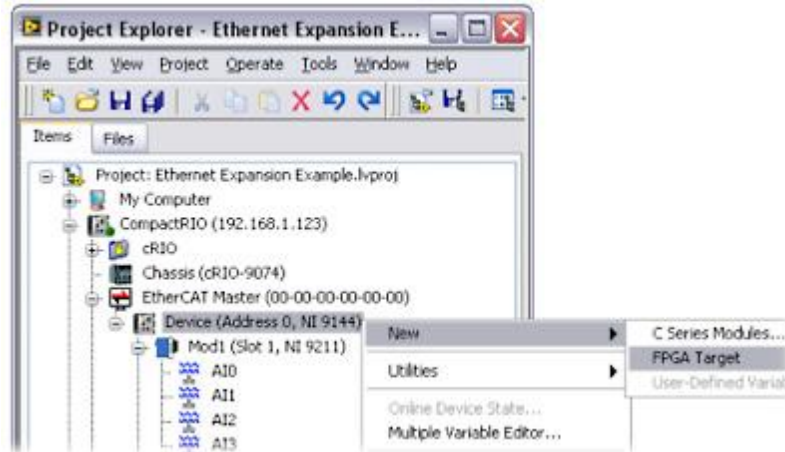 Project Explorer - Ethernet Expansion E...
File Edit View Project Operate Tools Window Help
Items Files
Project: Ethernet Expansion Example.lvproj
My Computer
CompactRIO (192.168.1.123)
cRIO
Chassis (cRIO-9074)
EtherCAT Master (00-00-00-00-00-00)
Device (Address 0, NI 9144)
New
C Series Modules...
Mod1 (Slot 1, NI 9211)
FPGA Target
AI0
Utilities
User-Defined Variab
AI1
AI2
Online Device State...
AI3
Multiple Variable Editor...